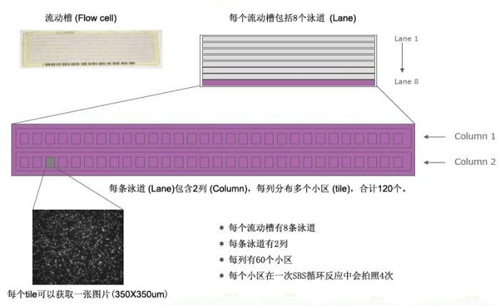 流动槽 (Flow cell)
每个流动槽包括8个泳道 (Lane)
Lane 1
Lane 8
Column 1
Column 2
每条泳道 (Lane)包含2列 (Column)，每列分布多个小区 (tile)，合计120个。
* 每个流动槽有8条泳道
* 每条泳道有2列
* 每列有60个小区
* 每个小区在一次SBS循环反应中会拍照4次
每个tile可以获取一张图片(350X350um)